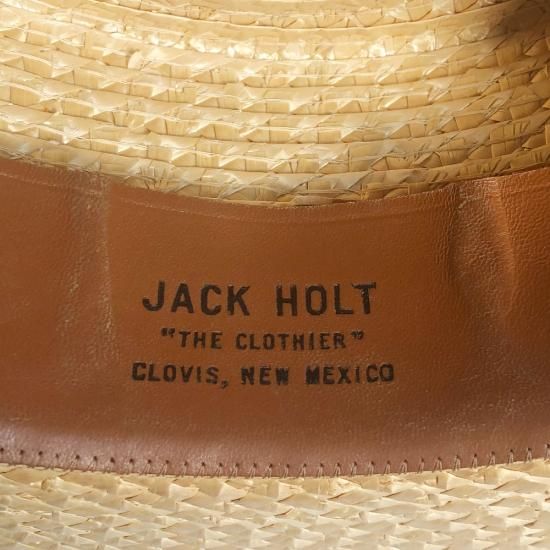 JACK HOLT
"THE CLOTHIER"
CLOVIS, NEW MEXICO